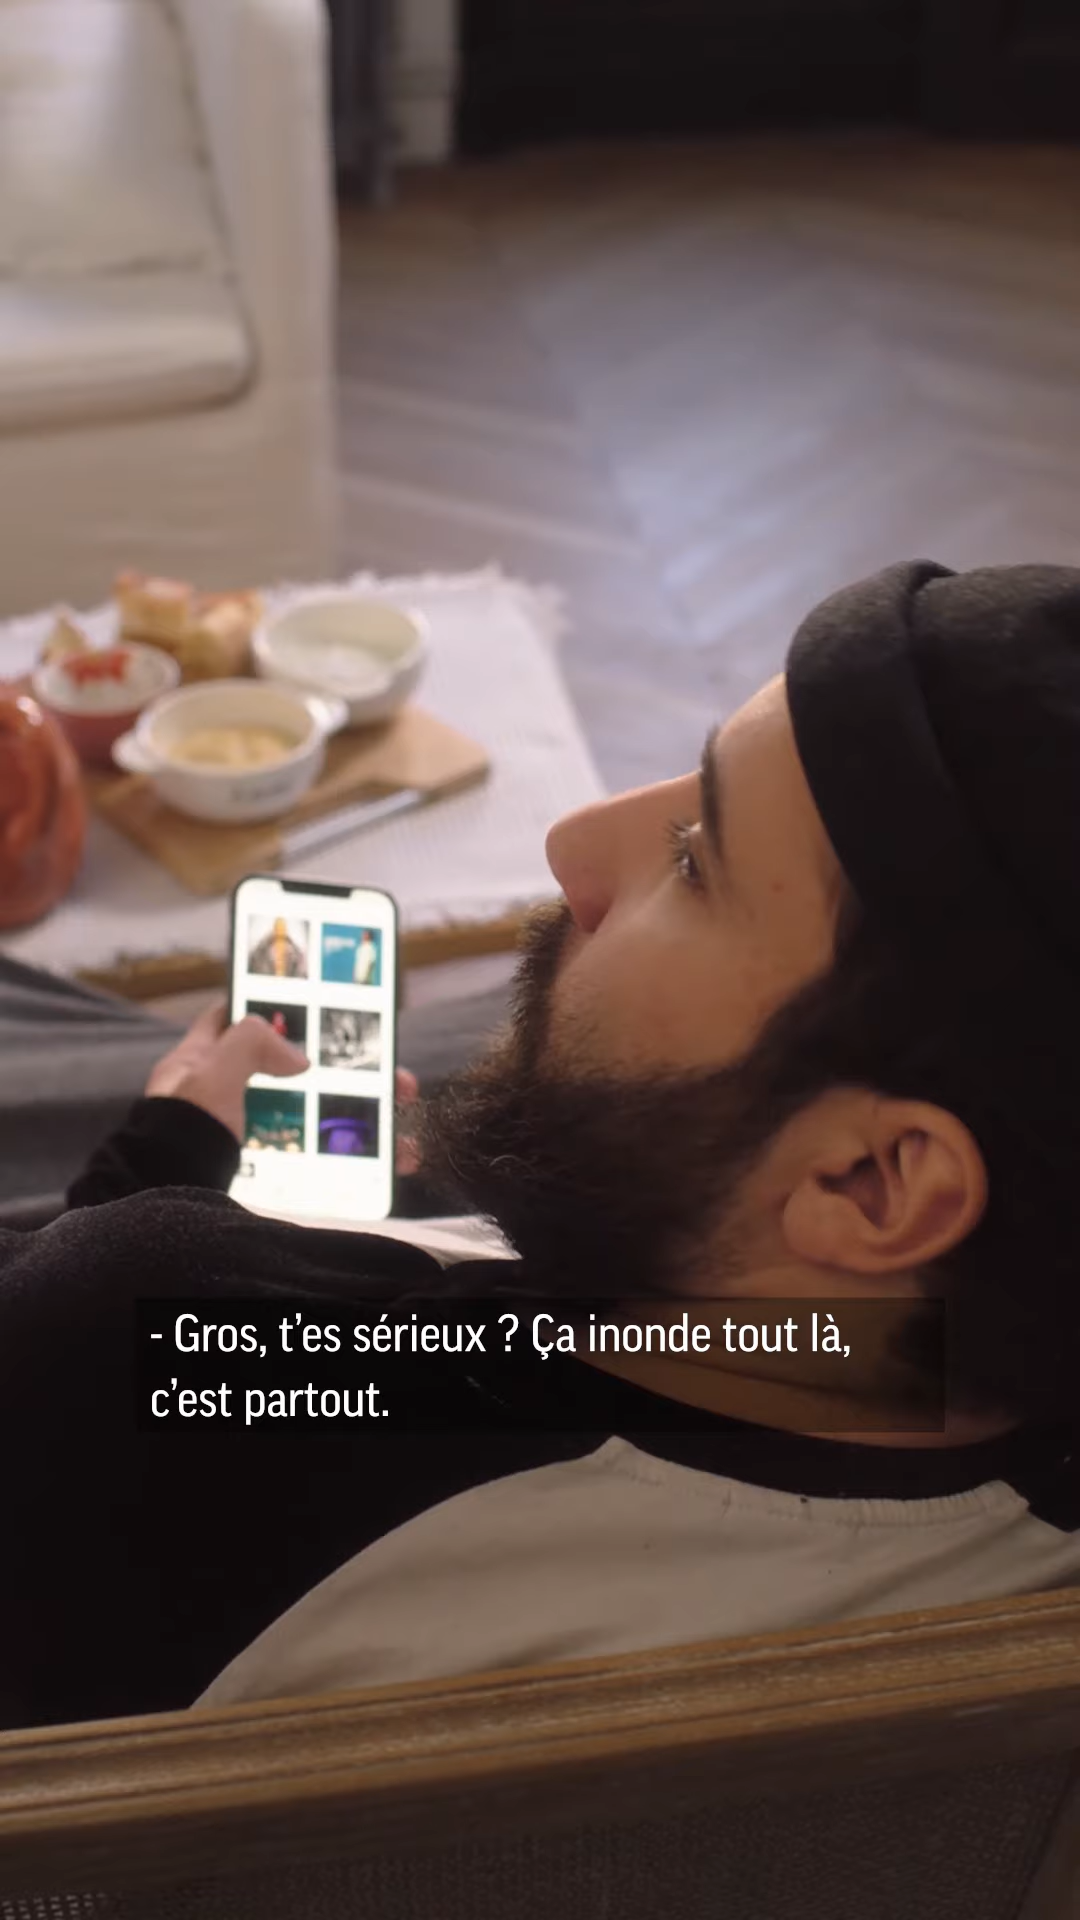 - Gros, t’es sérieux ? Ça inonde tout là,
c’est partout.